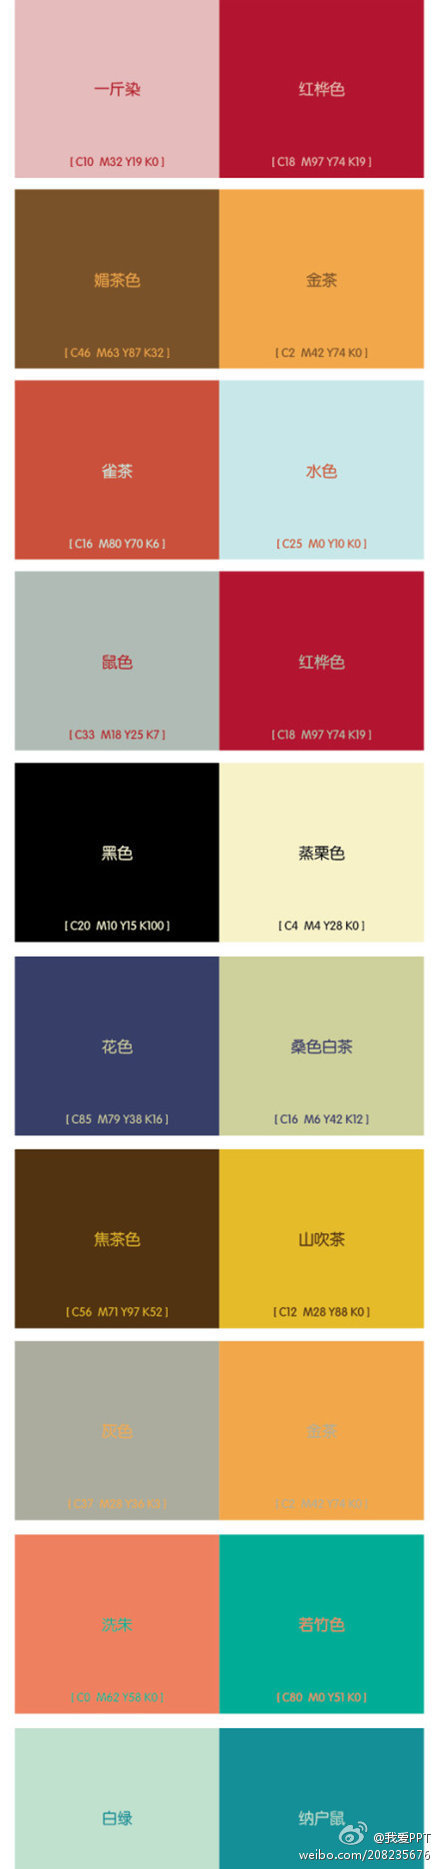 一斤染
红桦色
[ C10 M32 Y19 K0 ]
[ C18 M97 Y74 K19 ]
媚茶色
金茶
[ C46 M63 Y87 K32 ]
[ C2 M42 Y74 K0 ]
雀茶
水色
[ C16 M80 Y70 K6 ]
[ C25 M0 Y10 K0 ]
鼠色
红桦色
[ C33 M18 Y25 K7 ]
[ C18 M97 Y74 K19 ]
黑色
蒸栗色
[ C20 M10 Y15 K100 ]
[ C4 M4 Y28 K0 ]
花色
桑色白茶
[ C85 M79 Y38 K16 ]
[ C16 M6 Y42 K12 ]
焦茶色
山吹茶
[ C56 M71 Y97 K52 ]
[ C12 M28 Y88 K0 ]
灰色
金茶
[ C37 M28 Y36 K3 ]
[ C2 M42 Y74 K0 ]
洗朱
若竹色
[ C0 M62 Y58 K0 ]
[ C80 M0 Y51 K0 ]
白绿
纳户鼠
@我爱PPT
weibo.com/208235676